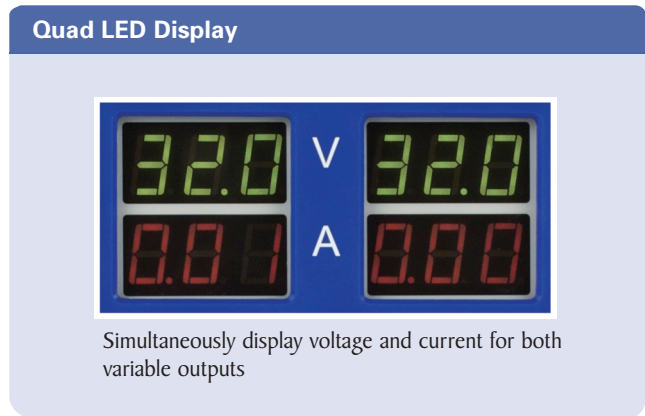 Quad LED Display
32.0 V 32.0
0.01 A 0.00
Simultaneously display voltage and current for both
variable outputs